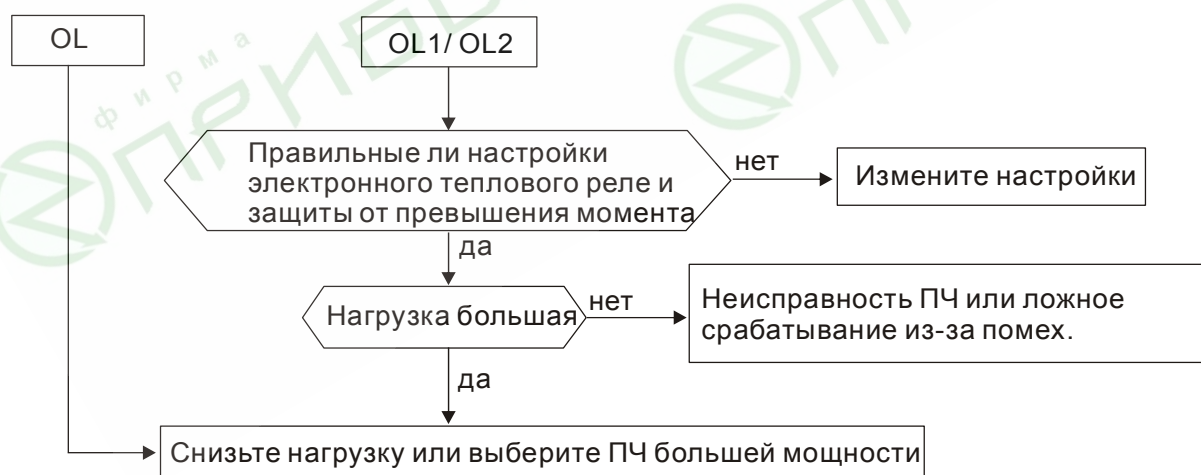 OL
OL1/ OL2
Правильные ли настройки
электронного теплового реле и
защиты от превышения момента
нет
Измените настройки
да
Нагрузка большая
нет
Неисправность ПЧ или ложное
срабатывание из-за помех.
да
Снизьте нагрузку или выберите ПЧ большей мощности
фирма